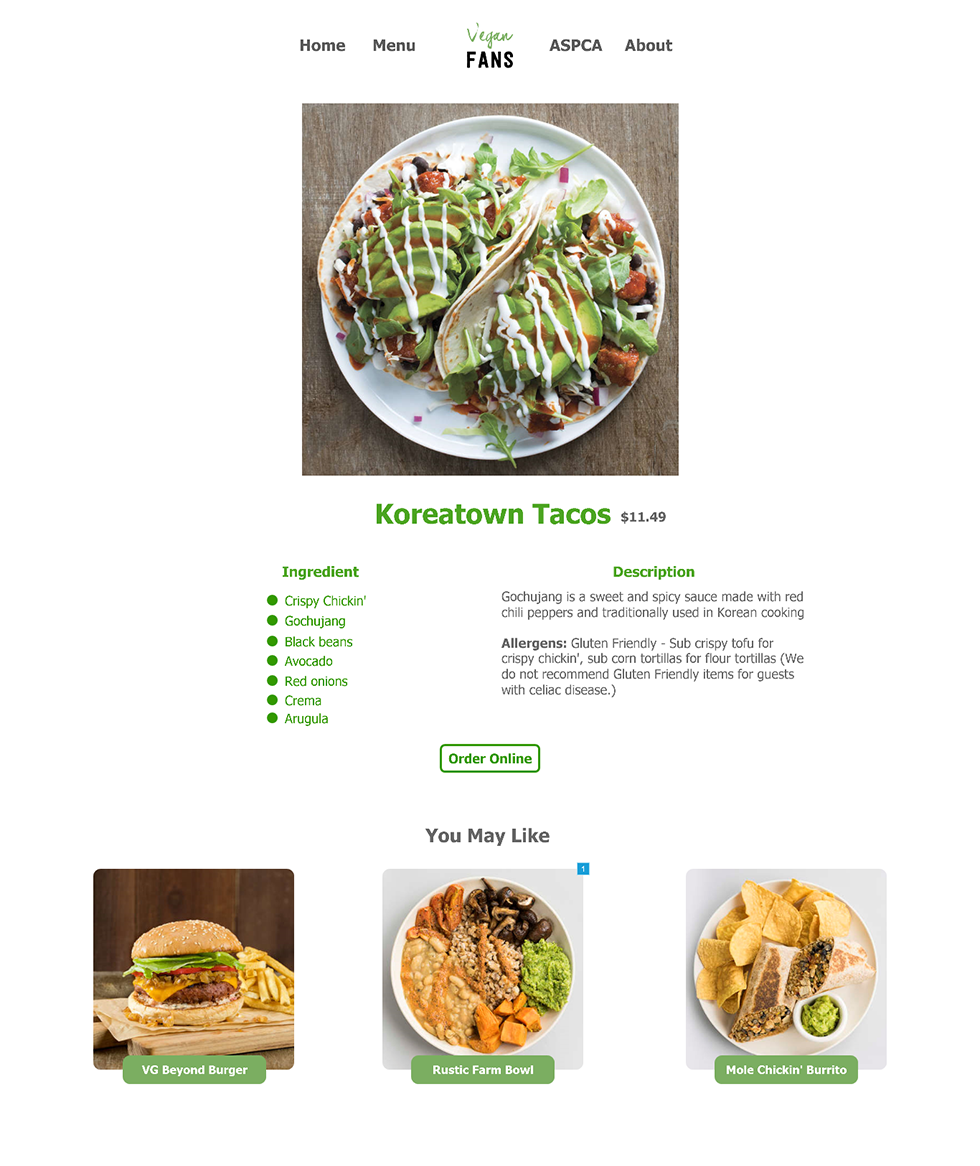 Home Menu Vegan FANS ASPCA About
Koreatown Tacos $11.49
Ingredient
Crispy Chickin'
Gochujang
Black beans
Avocado
Red onions
Crema
Arugula
Description
Gochujang is a sweet and spicy sauce made with red
chili peppers and traditionally used in Korean cooking
Allergens: Gluten Friendly - Sub crispy tofu for
crispy chickin', sub corn tortillas for flour tortillas (We
do not recommend Gluten Friendly items for guests
with celiac disease.)
Order Online
You May Like
1
VG Beyond Burger
Rustic Farm Bowl
Mole Chickin' Burrito